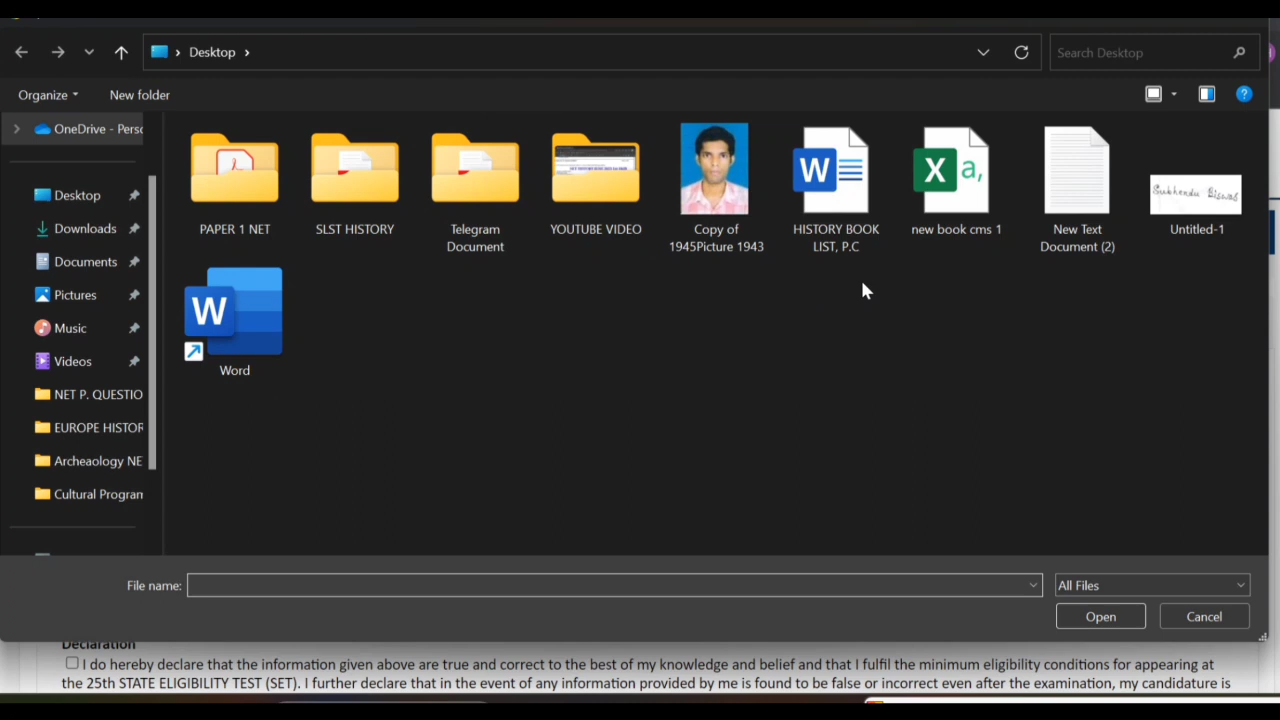 Desktop
Search Desktop
Organize New folder
OneDrive - Perso
Desktop
Downloads
Documents
Pictures
Music
Videos
NET P. QUESTIO
EUROPE HISTOR
Archeaology NE
Cultural Program
PAPER 1 NET
SLST HISTORY
Telegram
Document
YOUTUBE VIDEO
Copy of
1945Picture 1943
HISTORY BOOK
LIST, P.C
new book cms 1
New Text
Document (2)
Subhendu Biswas
Untitled-1
Word
File name:
All Files
Open Cancel
Declaration
I do hereby declare that the information given above are true and correct to the best of my knowledge and belief and that I fulfil the minimum eligibility conditions for appearing at
the 25th STATE ELIGIBILITY TEST (SET). I further declare that in the event of any information provided by me is found to be false or incorrect even after the examination, my candidature is